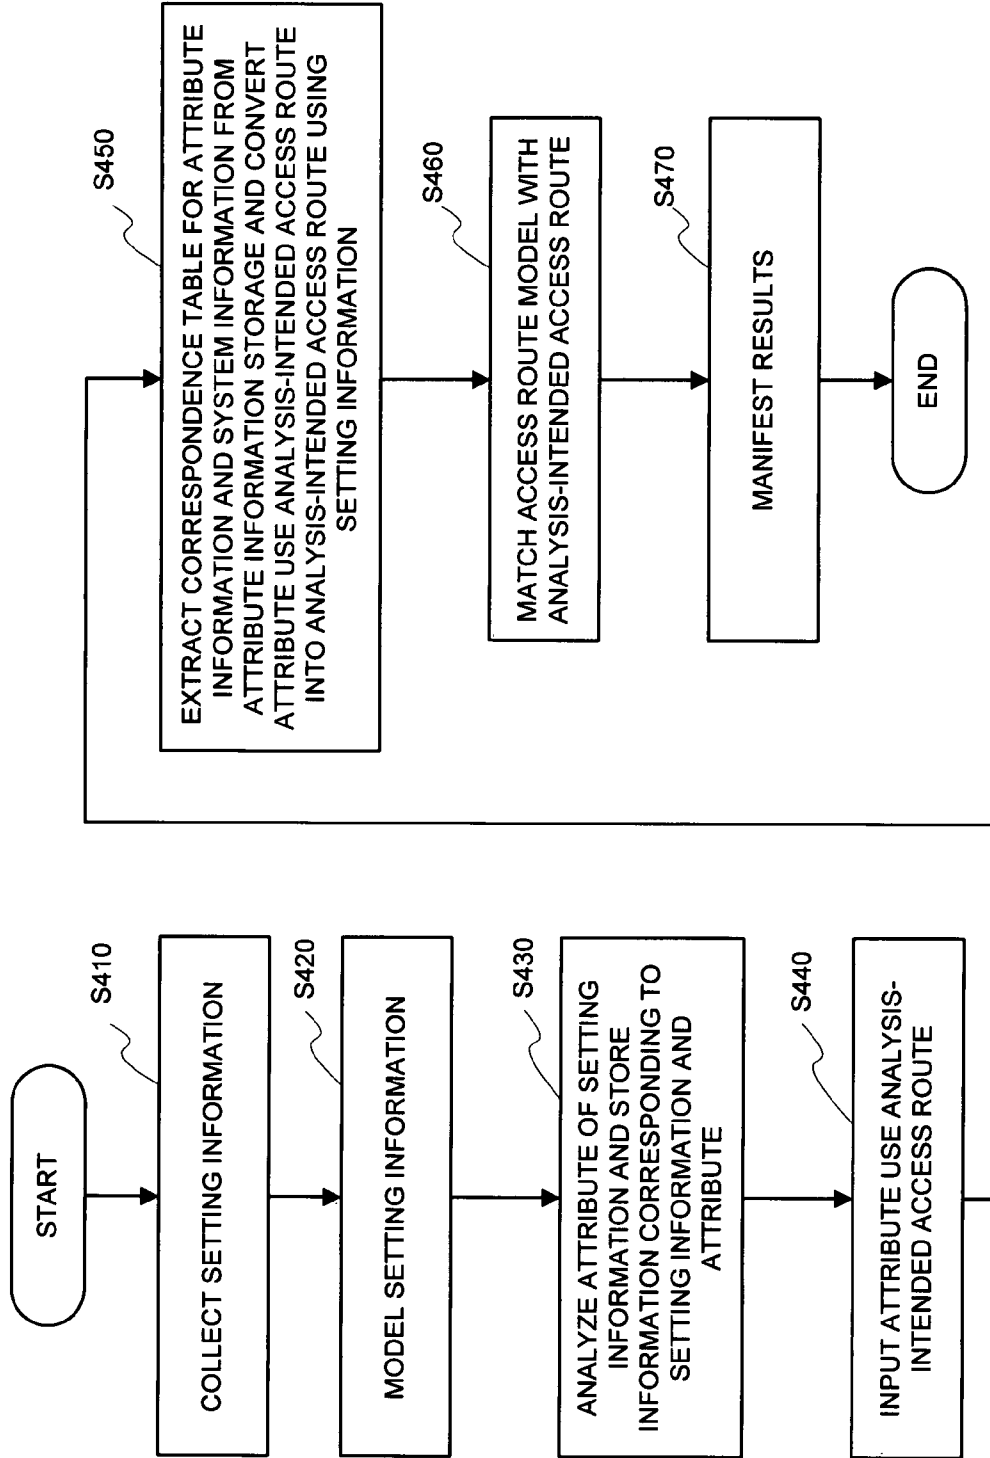 START
S410
COLLECT SETTING INFORMATION
S420
MODEL SETTING INFORMATION
S430
ANALYZE ATTRIBUTE OF SETTING
INFORMATION AND STORE
INFORMATION CORRESPONDING TO
SETTING INFORMATION AND
ATTRIBUTE
S440
INPUT ATTRIBUTE USE ANALYSIS-
INTENDED ACCESS ROUTE
S450
EXTRACT CORRESPONDENCE TABLE FOR ATTRIBUTE
INFORMATION AND SYSTEM INFORMATION FROM
ATTRIBUTE INFORMATION STORAGE AND CONVERT
ATTRIBUTE USE ANALYSIS-INTENDED ACCESS ROUTE
INTO ANALYSIS-INTENDED ACCESS ROUTE USING
SETTING INFORMATION
S460
MATCH ACCESS ROUTE MODEL WITH
ANALYSIS-INTENDED ACCESS ROUTE
S470
MANIFEST RESULTS
END